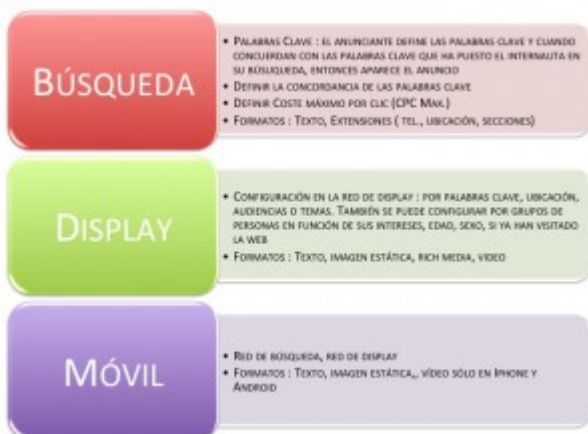 BÚSQUEDA
• PALABRAS CLAVE : EL ANUNCIANTE DEFINE LAS PALABRAS CLAVE Y CUANDO
CONCUERDAN CON LAS PALABRAS CLAVE QUE HA PUESTO EL INTERNAUTA EN
SU BÚSUQUEDA, ENTONCES APARECE EL ANUNCIO
• DEFINIR LA CONCORDANCIA DE LAS PALABRAS CLAVE
• DEFINIR COSTE MÁXIMO POR CLIC (CPC MAX.)
• FORMATOS : TEXTO, EXTENSIONES ( TEL., UBICACIÓN, SECCIONES)
DISPLAY
• CONFIGURACIÓN EN LA RED DE DISPLAY : POR PALABRAS CLAVE, UBICACIÓN,
AUDIENCIAS O TEMAS. TAMBIÉN SE PUEDE CONFIGURAR POR GRUPOS DE
PERSONAS EN FUNCIÓN DE SUS INTERESES, EDAD, SEXO, SI YA HAN VISITADO
LA WEB
• FORMATOS : TEXTO, IMAGEN ESTÁTICA, RICH MEDIA, VIDEO
MÓVIL
• RED DE BÚSQUEDA, RED DE DISPLAY
• FORMATOS : TEXTO, IMAGEN ESTÁTICA,, VÍDEO SÓLO EN IPHONE Y
ANDROID